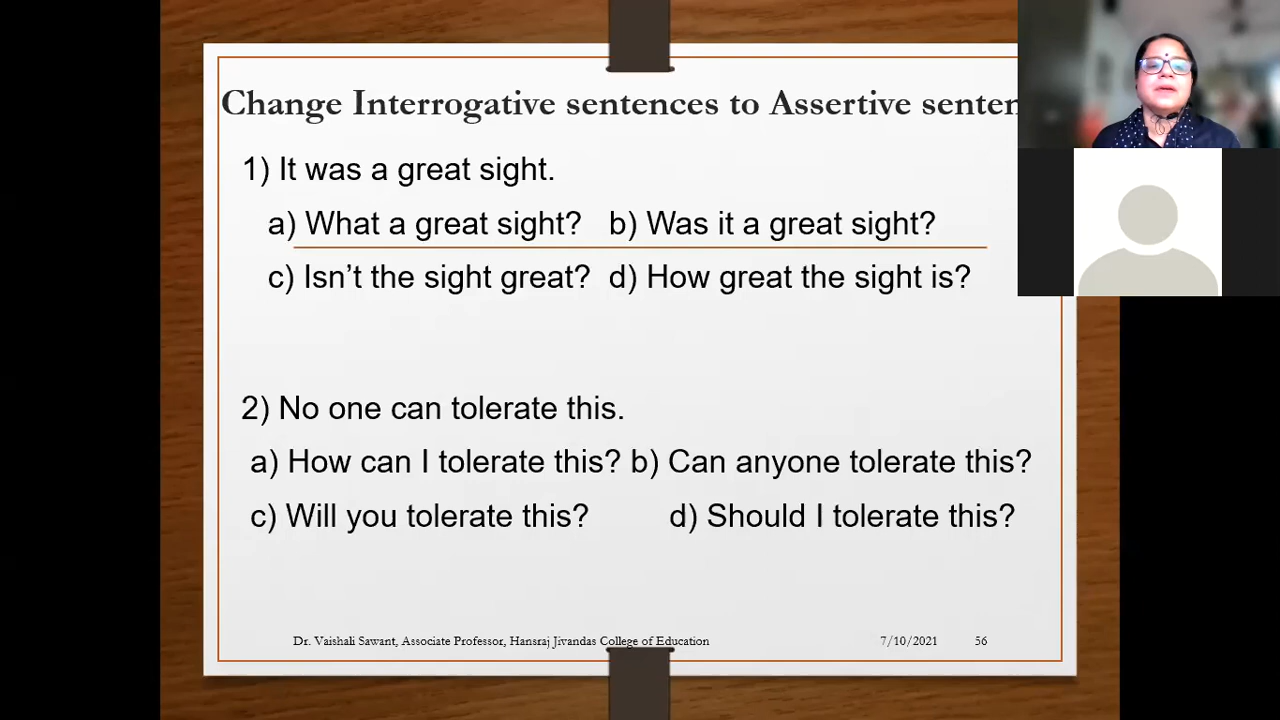 Change Interrogative sentences to Assertive senten
1) It was a great sight.
a) What a great sight? b) Was it a great sight?
c) Isn’t the sight great? d) How great the sight is?
2) No one can tolerate this.
a) How can I tolerate this? b) Can anyone tolerate this?
c) Will you tolerate this? d) Should I tolerate this?
Dr. Vaishali Sawant, Associate Professor, Hansraj Jivandas College of Education 7/10/2021 56